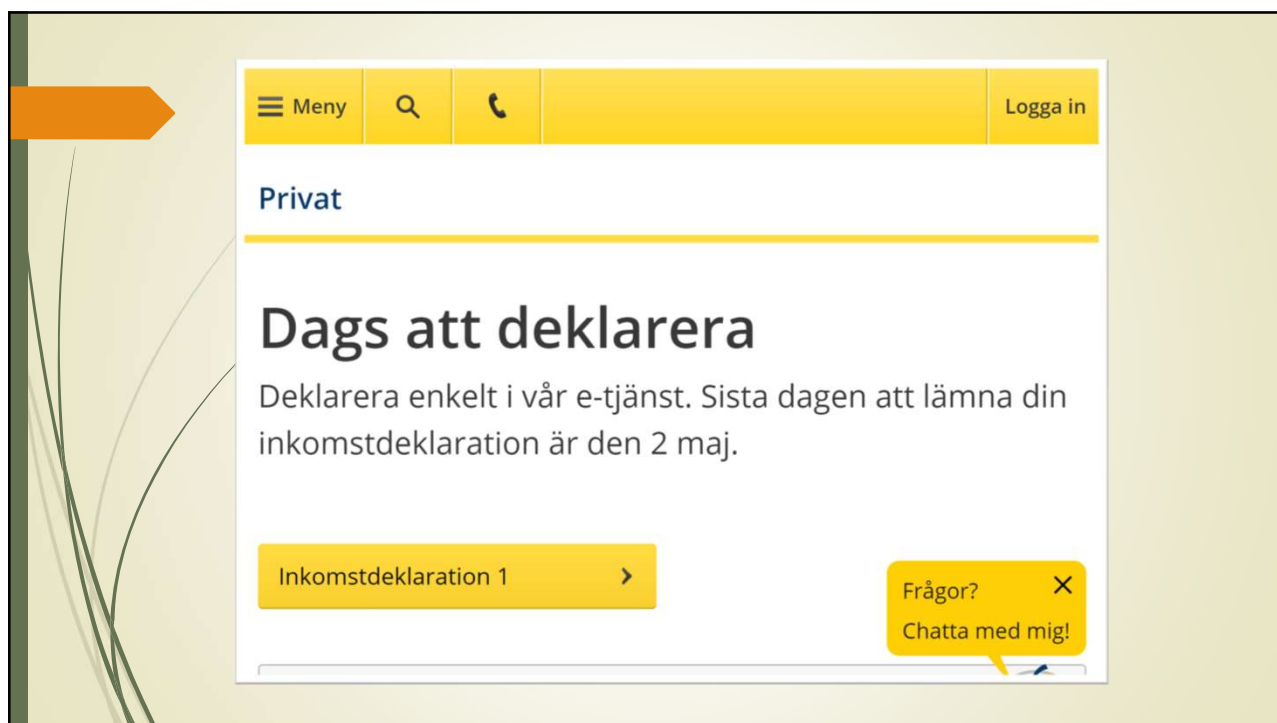 Meny
Logga in
Privat
Dags att deklarera
Deklarera enkelt i vår e-tjänst. Sista dagen att lämna din
inkomstdeklaration är den 2 maj.
Inkomstdeklaration 1
Frågor?
Chatta med mig!